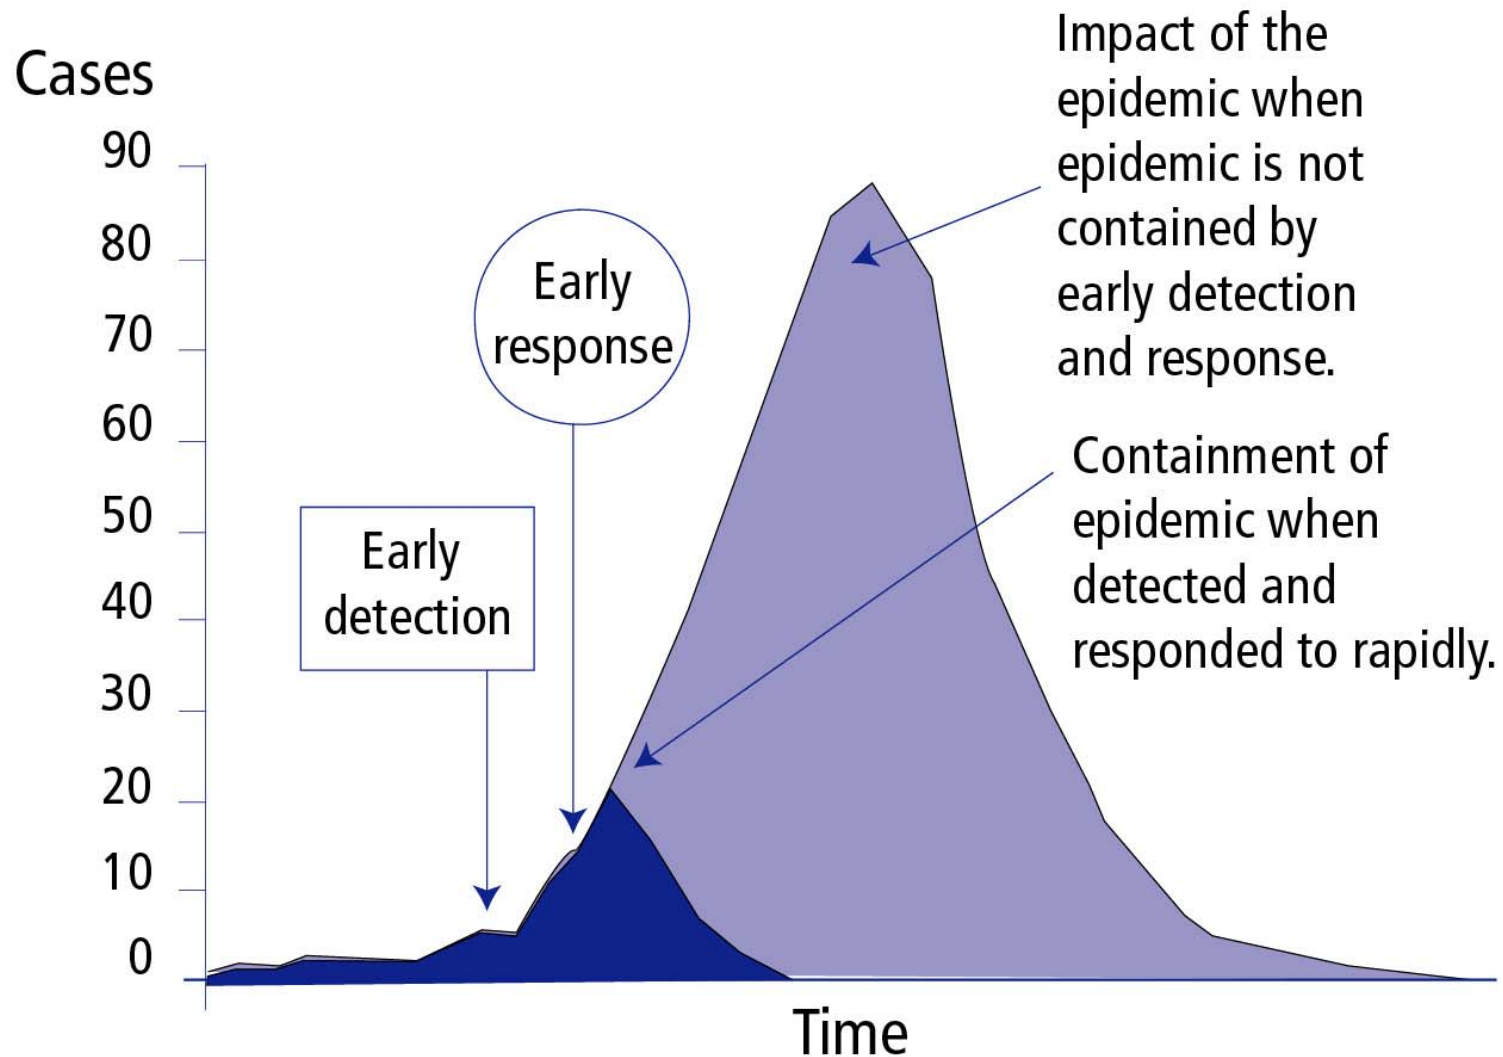 Cases
90
80
70
60
50
40
30
20
10
0
Early
response
Early
detection
Impact of the
epidemic when
epidemic is not
contained by
early detection
and response.
Containment of
epidemic when
detected and
responded to rapidly.
Time